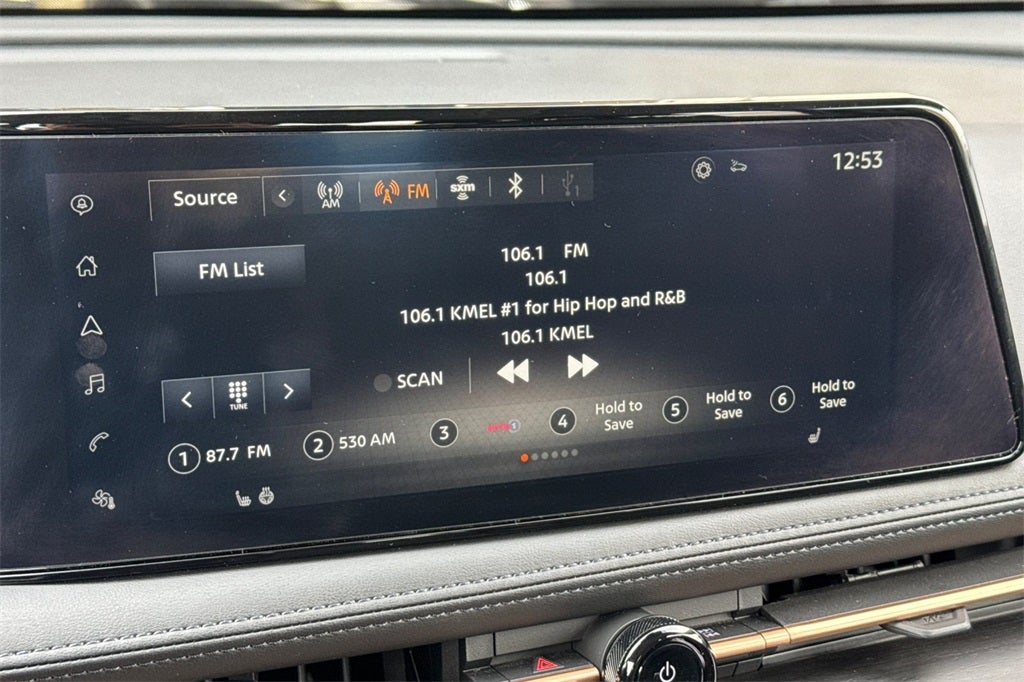 12:53
Source
AM
FM
sxm
1
FM List
106.1 FM
106.1
106.1 KMEL #1 for Hip Hop and R&B
106.1 KMEL
TUNE
SCAN
1 87.7 FM
2 530 AM
3
4 Hold to
Save
5 Hold to
Save
6 Hold to
Save